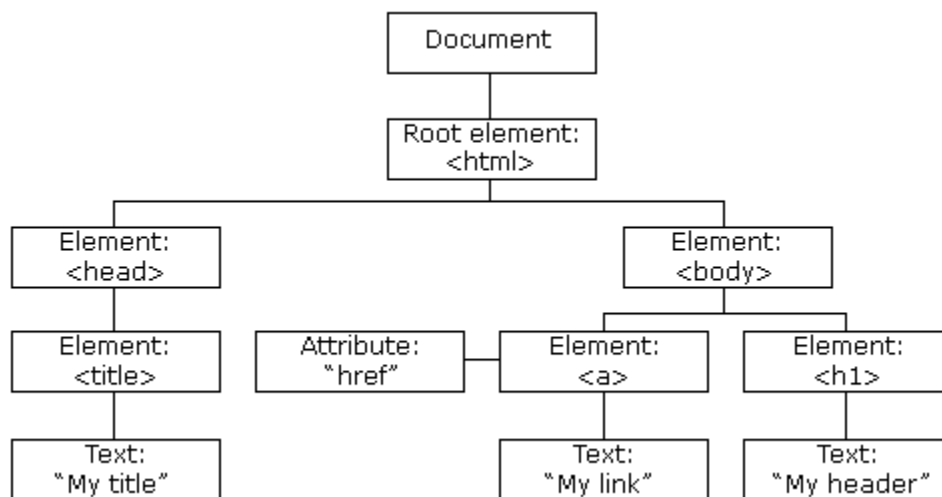 Document
Root element:
<html>
Element:
<head>
Element:
<body>
Element:
<title>
Attribute:
“href”
Element:
<a>
Element:
<h1>
Text:
“My title”
Text:
“My link”
Text:
“My header”